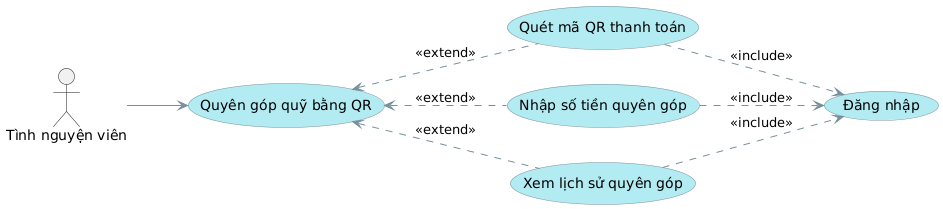 Quét mã QR thanh toán
«extend»
«include»
Quyên góp quỹ bằng QR
«extend»
Nhập số tiền quyên góp
«include»
Đăng nhập
Tình nguyện viên
«extend»
«include»
Xem lịch sử quyên góp